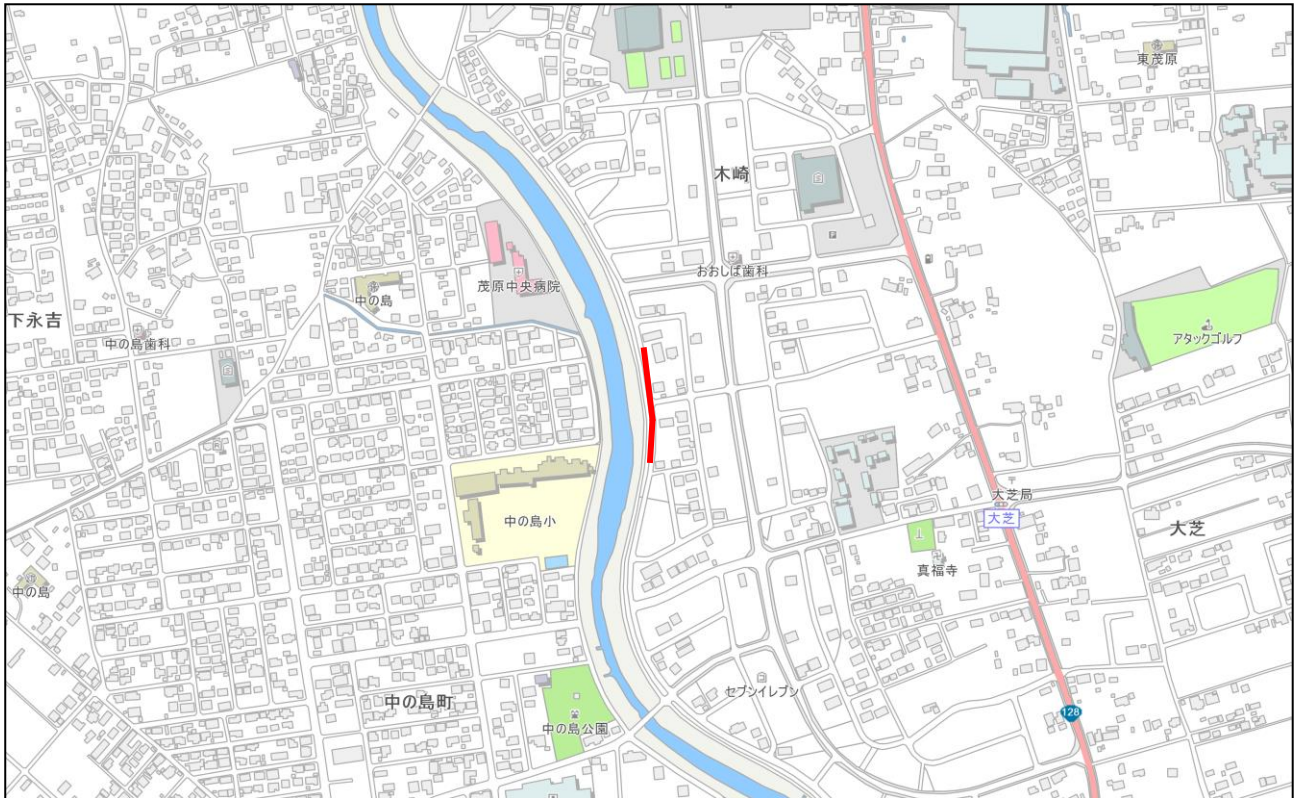 東茂原
木崎
おおしば歯科
茂原中央病院
中の島
下永吉
中の島歯科
アタックゴルフ
中の島小
大芝局
大芝
大芝
真福寺
中の島
セブンイレブン
中の島町
128
中の島公園